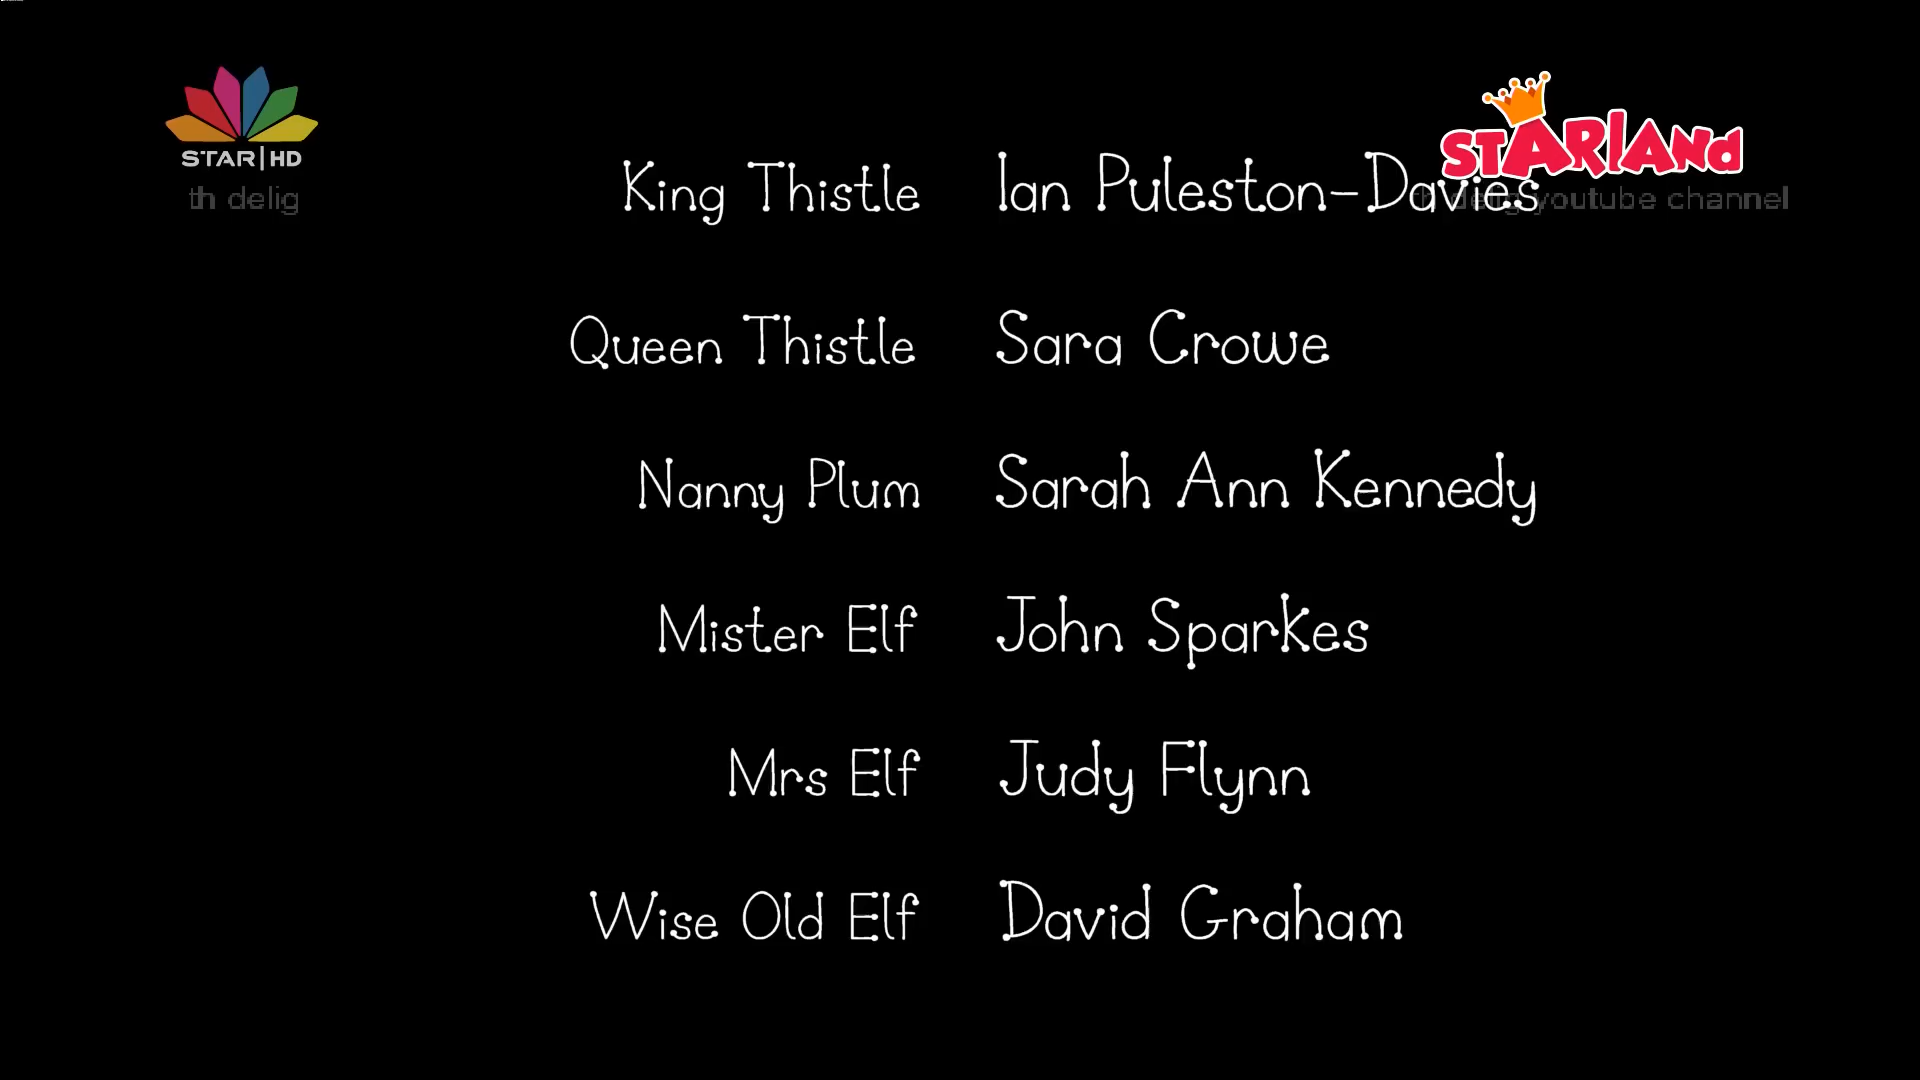 STAR|HD
STARLAND
th delig
th delig youtube channel
King Thistle Ian Puleston-Davies
Queen Thistle Sara Crowe
Nanny Plum Sarah Ann Kennedy
Mister Elf John Sparkes
Mrs Elf Judy Flynn
Wise Old Elf David Graham